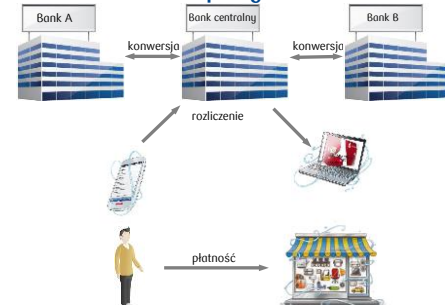 Bank A
Bank centralny
Bank B
konwersja
konwersja
rozliczenie
płatność